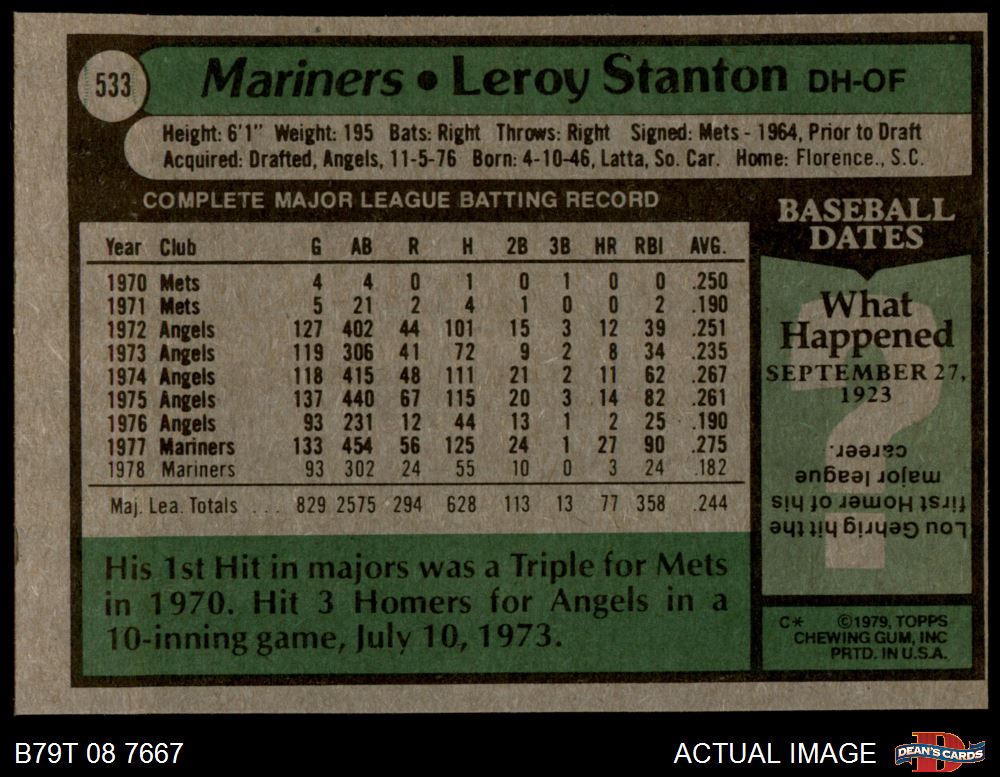 533
Mariners • Leroy Stanton DH-OF
Height: 6'1" Weight: 195 Bats: Right Throws: Right Signed: Mets - 1964, Prior to Draft
Acquired: Drafted, Angels, 11-5-76 Born: 4-10-46, Latta, So. Car. Home: Florence., S.C.
COMPLETE MAJOR LEAGUE BATTING RECORD
Year Club G AB R H 2B 3B HR RBI AVG.
1970 Mets 4 4 0 1 0 1 0 0 .250
1971 Mets 5 21 2 4 1 0 0 2 .190
1972 Angels 127 402 44 101 15 3 12 39 .251
1973 Angels 119 306 41 72 9 2 8 34 .235
1974 Angels 118 415 48 111 21 2 11 62 .267
1975 Angels 137 440 67 115 20 3 14 82 .261
1976 Angels 93 231 12 44 13 1 2 25 .190
1977 Mariners 133 454 56 125 24 1 27 90 .275
1978 Mariners 93 302 24 55 10 0 3 24 .182
Maj. Lea. Totals ... 829 2575 294 628 113 13 77 358 .244
His 1st Hit in majors was a Triple for Mets
in 1970. Hit 3 Homers for Angels in a
10-inning game, July 10, 1973.
BASEBALL
DATES
What
Happened
SEPTEMBER 27,
1923
Lou Gehrig hit the
first Homer of his
major league
career.
C* ©1979, TOPPS
CHEWING GUM, INC
PRTD. IN U.S.A.
B79T 08 7667
ACTUAL IMAGE
DEAN'S CARDS